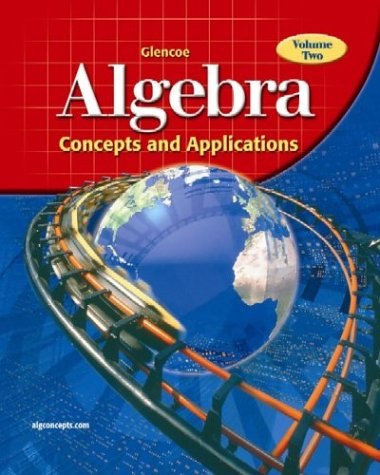 Glencoe
Volume
Two
Algebra
Concepts and Applications
algconcepts.com